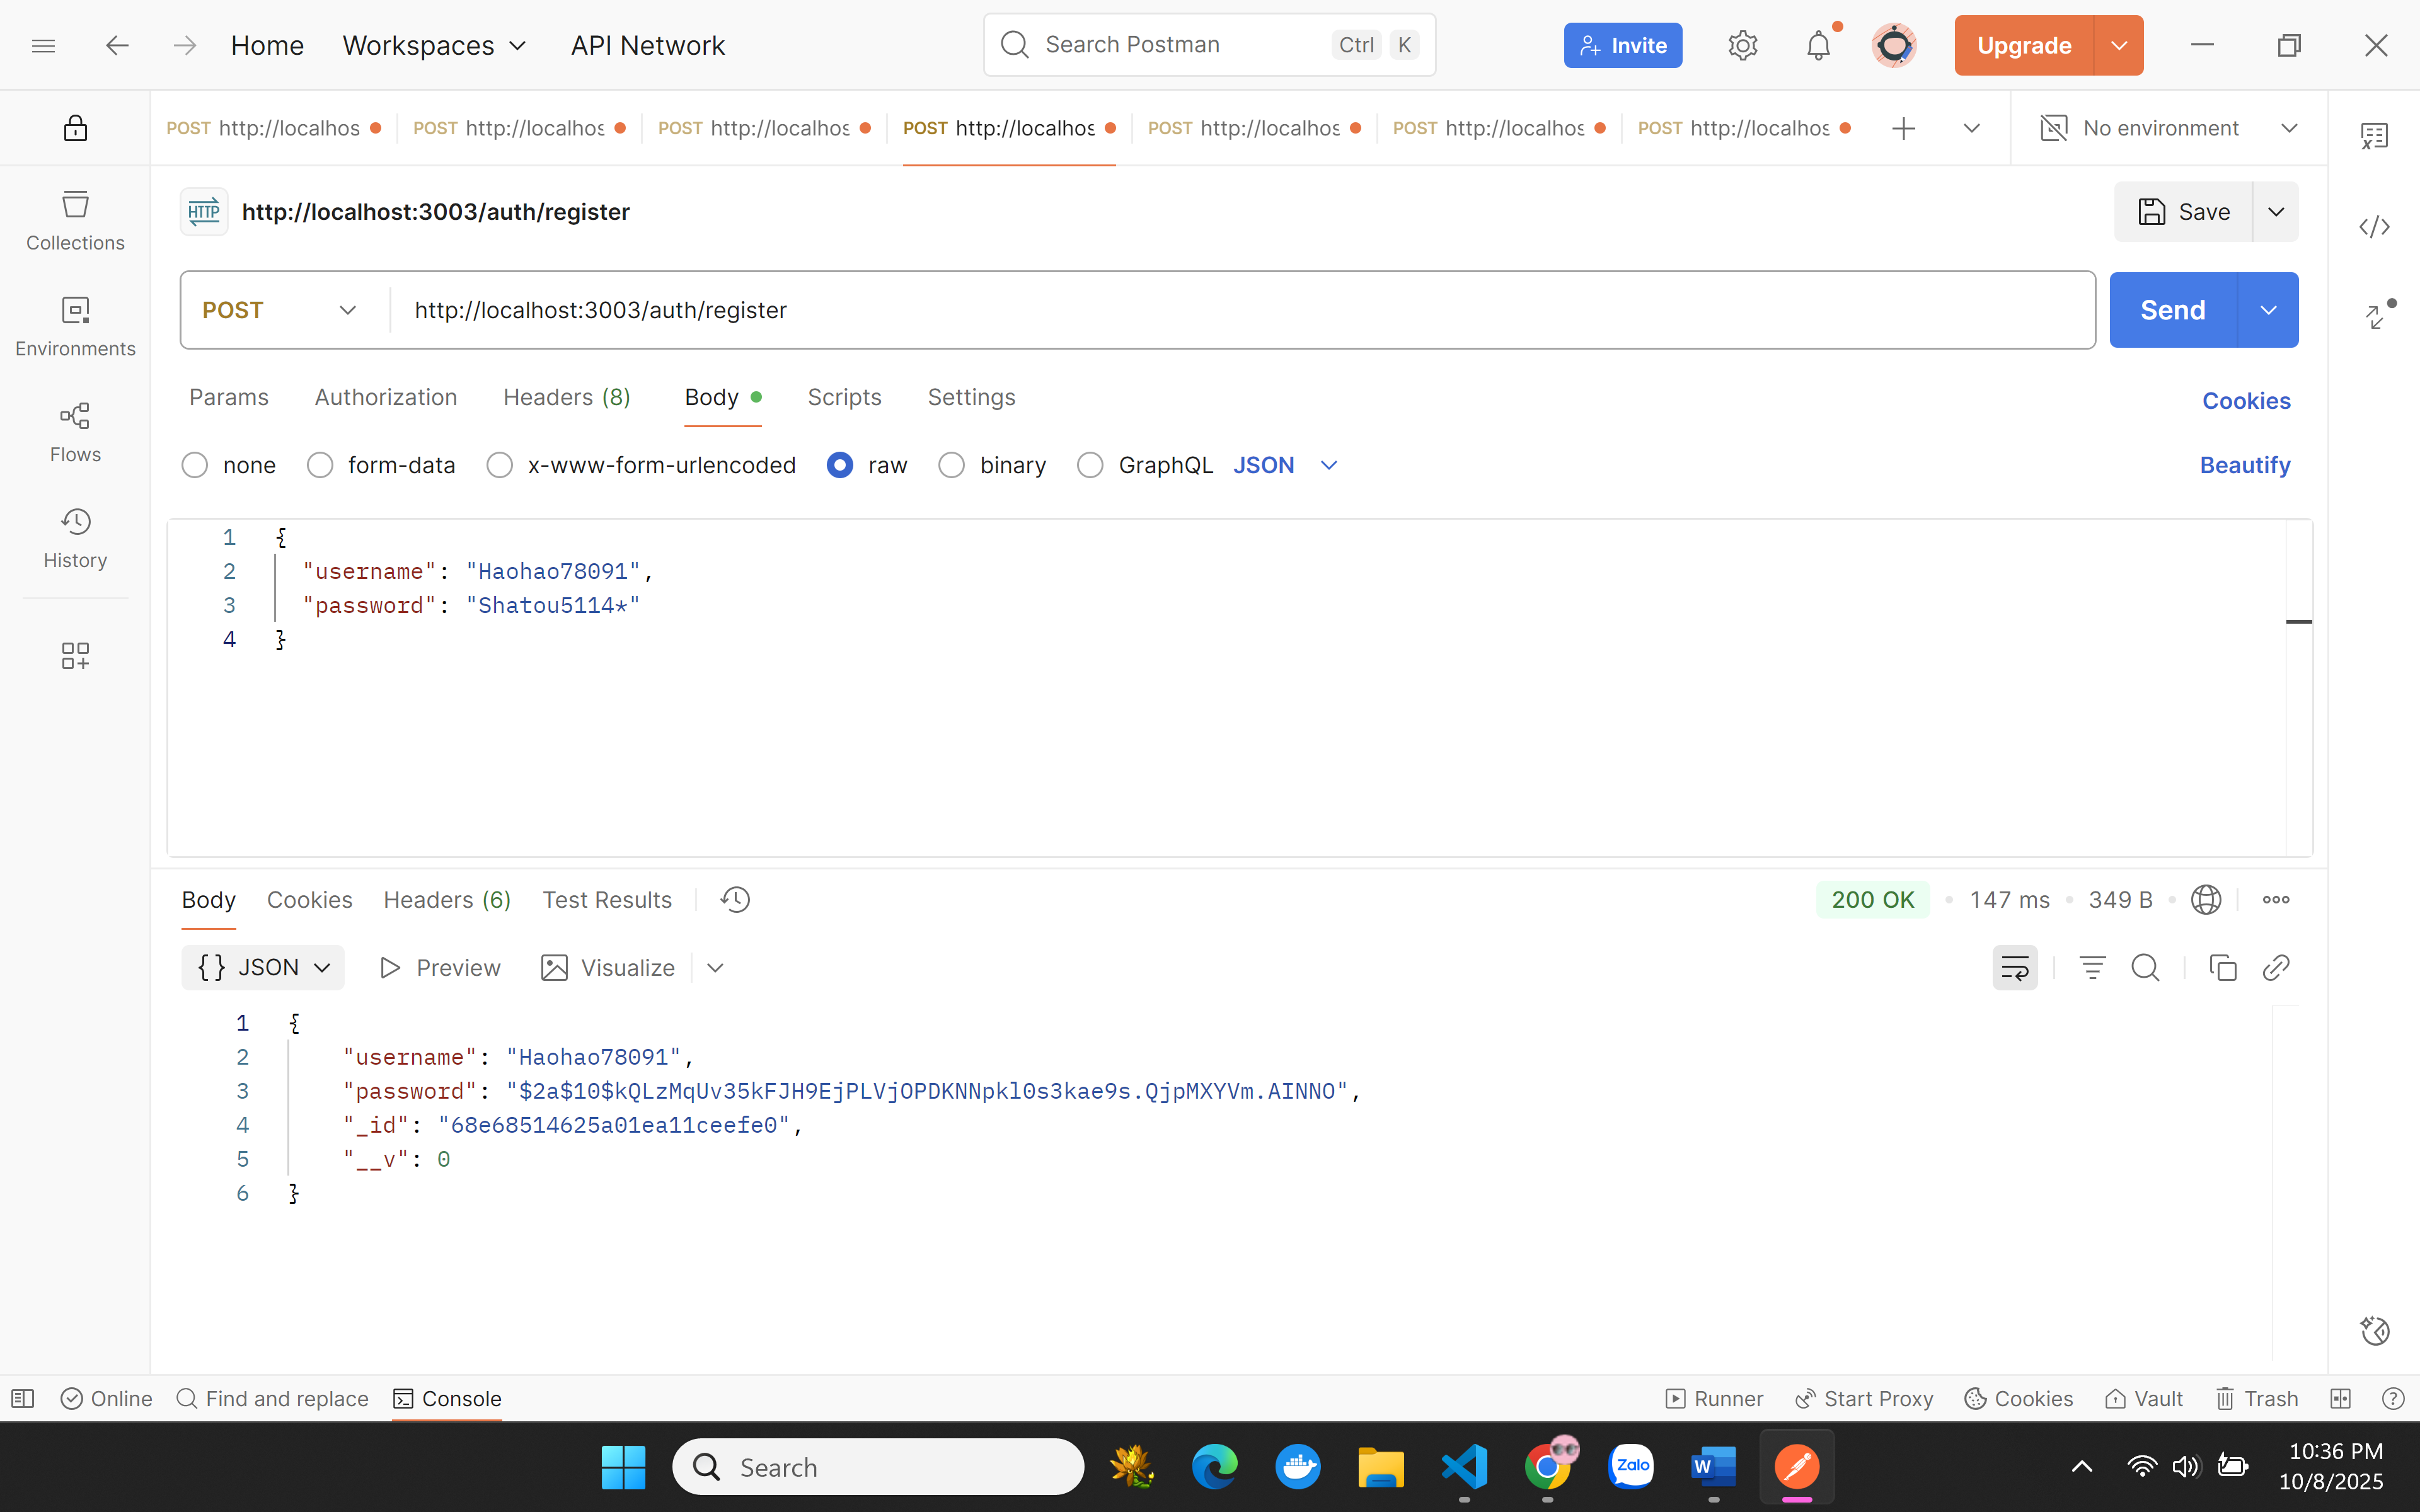 Home Workspaces API Network Search Postman Ctrl K Invite Upgrade
POST http://localhos POST http://localhos POST http://localhos POST http://localhos POST http://localhos POST http://localhos POST http://localhos No environment
HTTP http://localhost:3003/auth/register Save
Collections
Environments
Flows
History
POST http://localhost:3003/auth/register Send
Params Authorization Headers (8) Body Scripts Settings Cookies
none form-data x-www-form-urlencoded raw binary GraphQL JSON Beautify
1 {
2 "username": "Haohao78091",
3 "password": "Shatou5114*"
4 }
Body Cookies Headers (6) Test Results 200 OK • 147 ms • 349 B •
{} JSON Preview Visualize
1 {
2 "username": "Haohao78091",
3 "password": "$2a$10$kQLzMqUv35kFJH9EjPLVjOPDKNNpkl0s3kae9s.QjpMXYVm.AINNO",
4 "_id": "68e68514625a01ea11ceefe0",
5 "__v": 0
6 }
Online Find and replace Console Runner Start Proxy Cookies Vault Trash
Search Zalo W 10:36 PM
10/8/2025